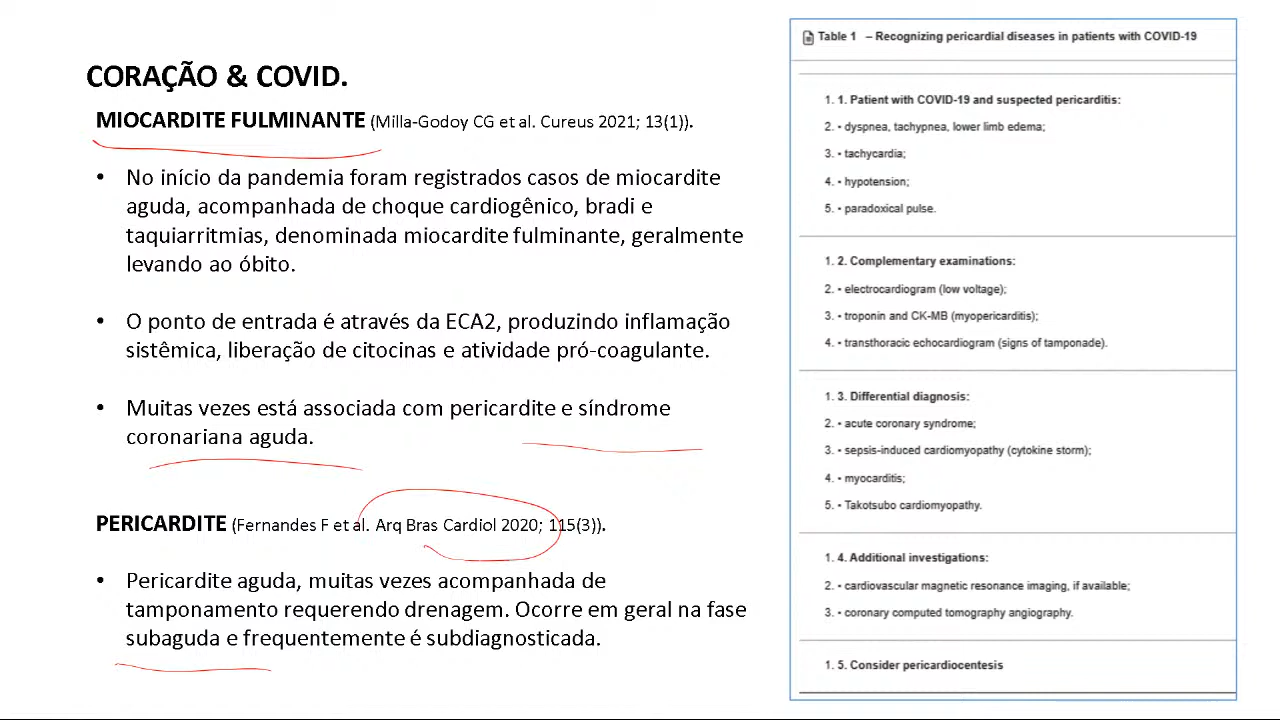 CORAÇÃO & COVID.
MIOCARDITE FULMINANTE (Milla-Godoy CG et al. Cureus 2021; 13(1)).
• No início da pandemia foram registrados casos de miocardite
aguda, acompanhada de choque cardiogênico, bradi e
taquiarritmias, denominada miocardite fulminante, geralmente
levando ao óbito.
• O ponto de entrada é através da ECA2, produzindo inflamação
sistêmica, liberação de citocinas e atividade pró-coagulante.
• Muitas vezes está associada com pericardite e síndrome
coronariana aguda.
PERICARDITE (Fernandes F et al. Arq Bras Cardiol 2020; 115(3)).
• Pericardite aguda, muitas vezes acompanhada de
tamponamento requerendo drenagem. Ocorre em geral na fase
subaguda e frequentemente é subdiagnosticada.
Table 1 – Recognizing pericardial diseases in patients with COVID-19
1. 1. Patient with COVID-19 and suspected pericarditis:
2. • dyspnea, tachypnea, lower limb edema;
3. • tachycardia;
4. • hypotension;
5. • paradoxical pulse.
1. 2. Complementary examinations:
2. • electrocardiogram (low voltage);
3. • troponin and CK-MB (myopericarditis);
4. • transthoracic echocardiogram (signs of tamponade).
1. 3. Differential diagnosis:
2. • acute coronary syndrome;
3. • sepsis-induced cardiomyopathy (cytokine storm);
4. • myocarditis;
5. • Takotsubo cardiomyopathy.
1. 4. Additional investigations:
2. • cardiovascular magnetic resonance imaging, if available;
3. • coronary computed tomography angiography.
1. 5. Consider pericardiocentesis